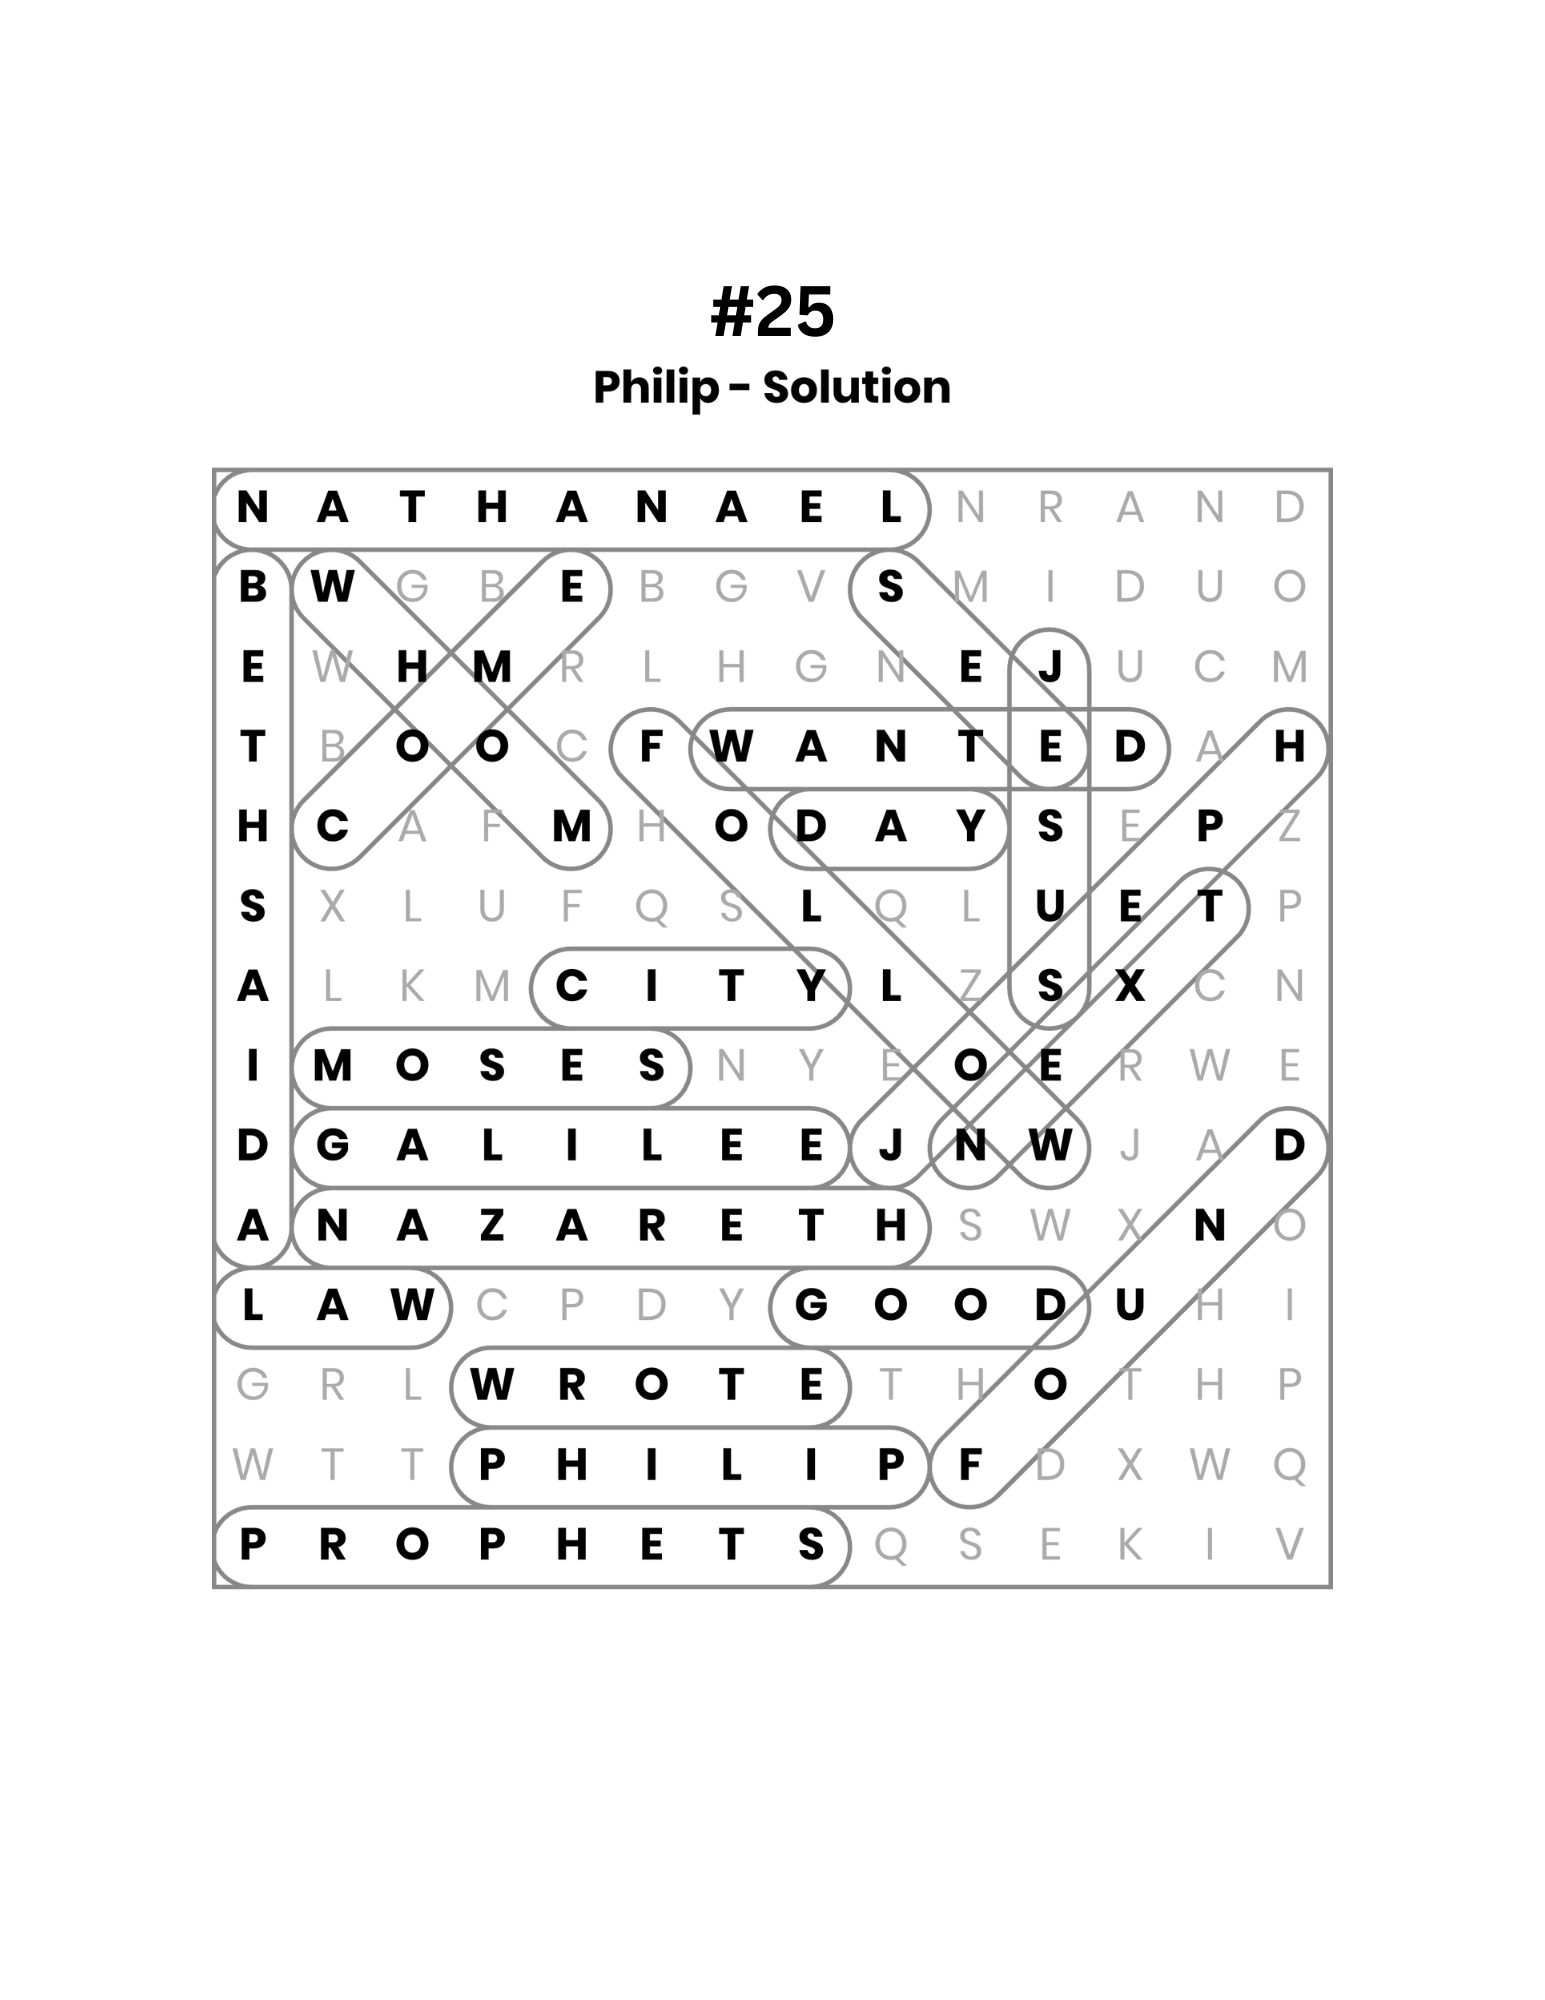 #25
Philip - Solution
N A T H A N A E L N R A N D
B W G B E B G V S M I D U O
E W H M R L H G N E J U C M
T B O O C F W A N T E D A H
H C A F M H O D A Y S E P Z
S X L U F Q S L Q L U E T P
A L K M C I T Y L Z S X C N
I M O S E S N Y E O E R W E
D G A L I L E E J N W J A D
A N A Z A R E T H S W X N O
L A W C P D Y G O O D U H I
G R L W R O T E T H O T H P
W T T P H I L I P F D X W Q
P R O P H E T S Q S E K I V